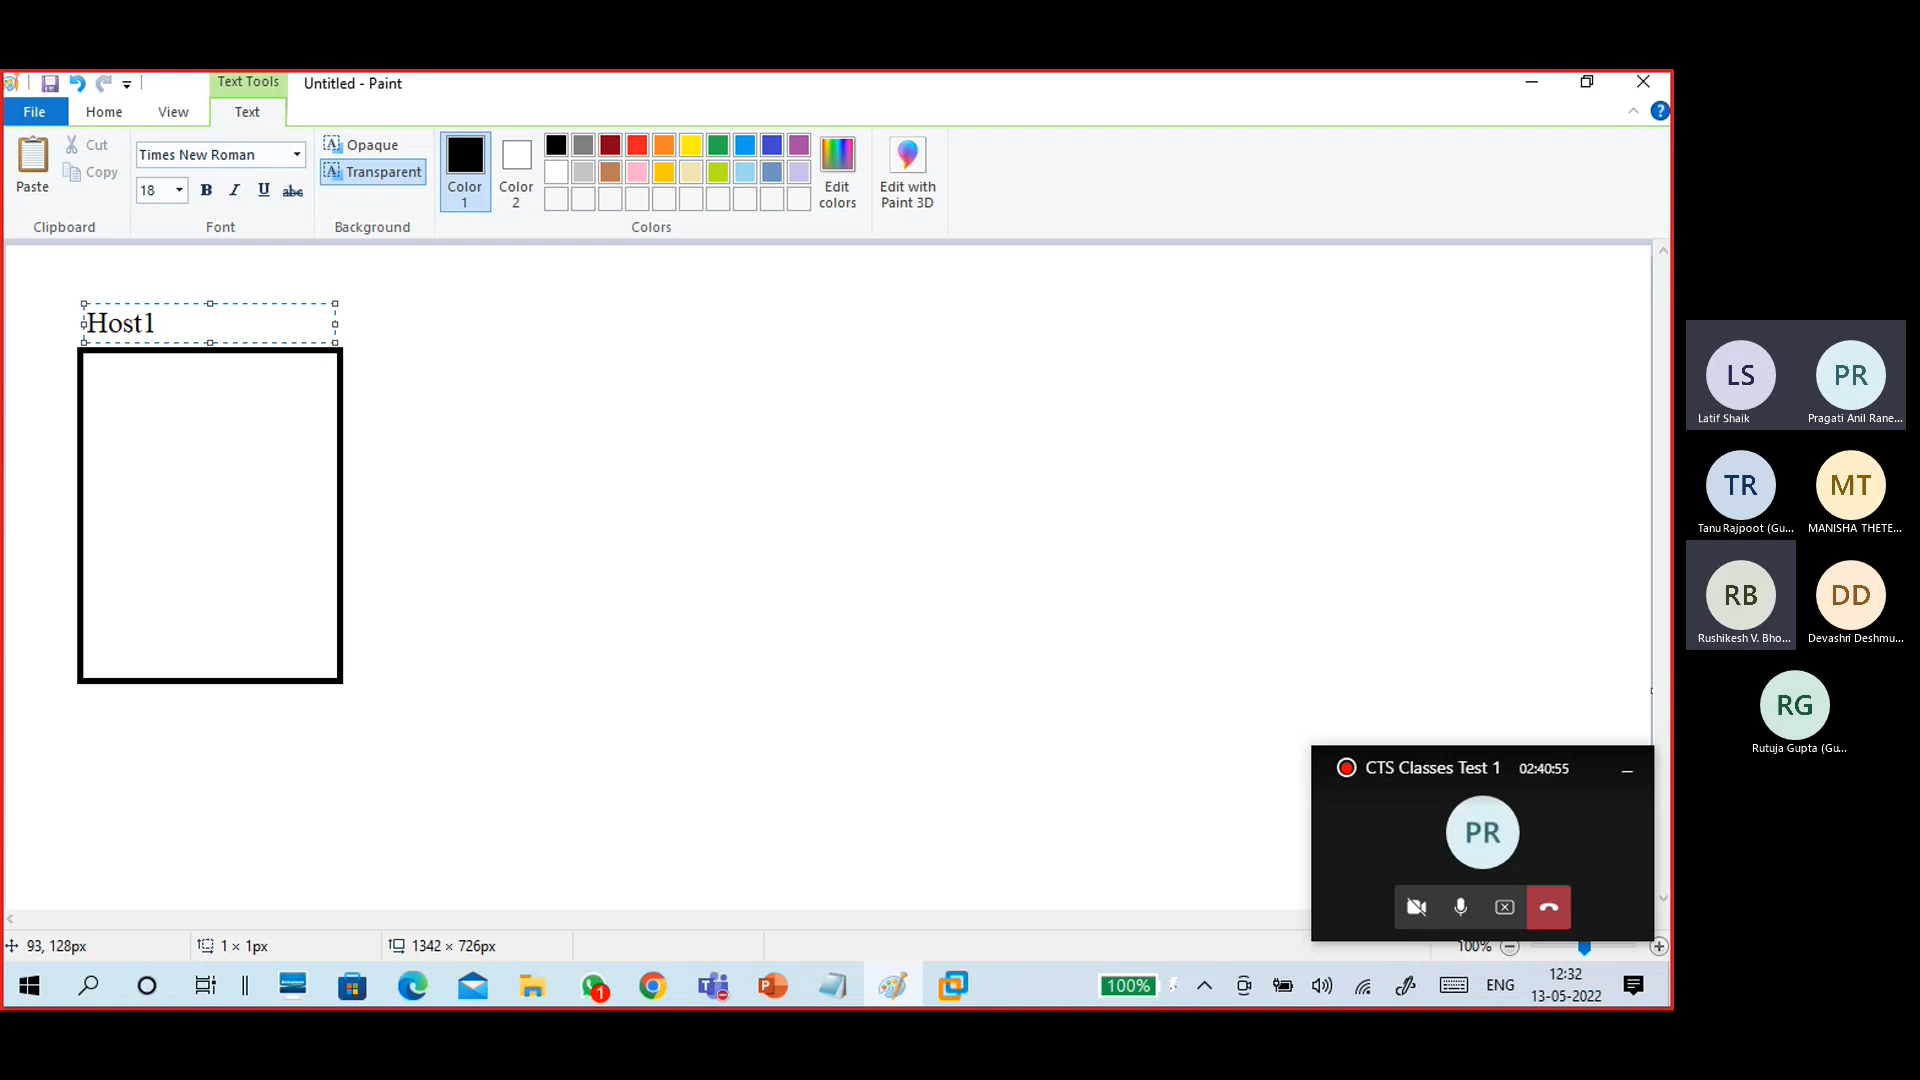 Text Tools
Untitled - Paint
File
Home
View
Text
Paste
Cut
Copy
Clipboard
Times New Roman
18
B I U abc
Font
Opaque
Transparent
Background
Color 1
Color 2
Edit colors
Colors
Edit with Paint 3D
Host1
LS
Latif Shaik
PR
Pragati Anil Rane...
TR
Tanu Rajpoot (Gu...
MT
MANISHA THETE...
RB
Rushikesh V. Bho...
DD
Devashri Deshmu...
RG
Rutuja Gupta (Gu...
CTS Classes Test 1 02:40:55
PR
93, 128px
1 × 1px
1342 × 726px
100%
1
100%
ENG
12:32
13-05-2022